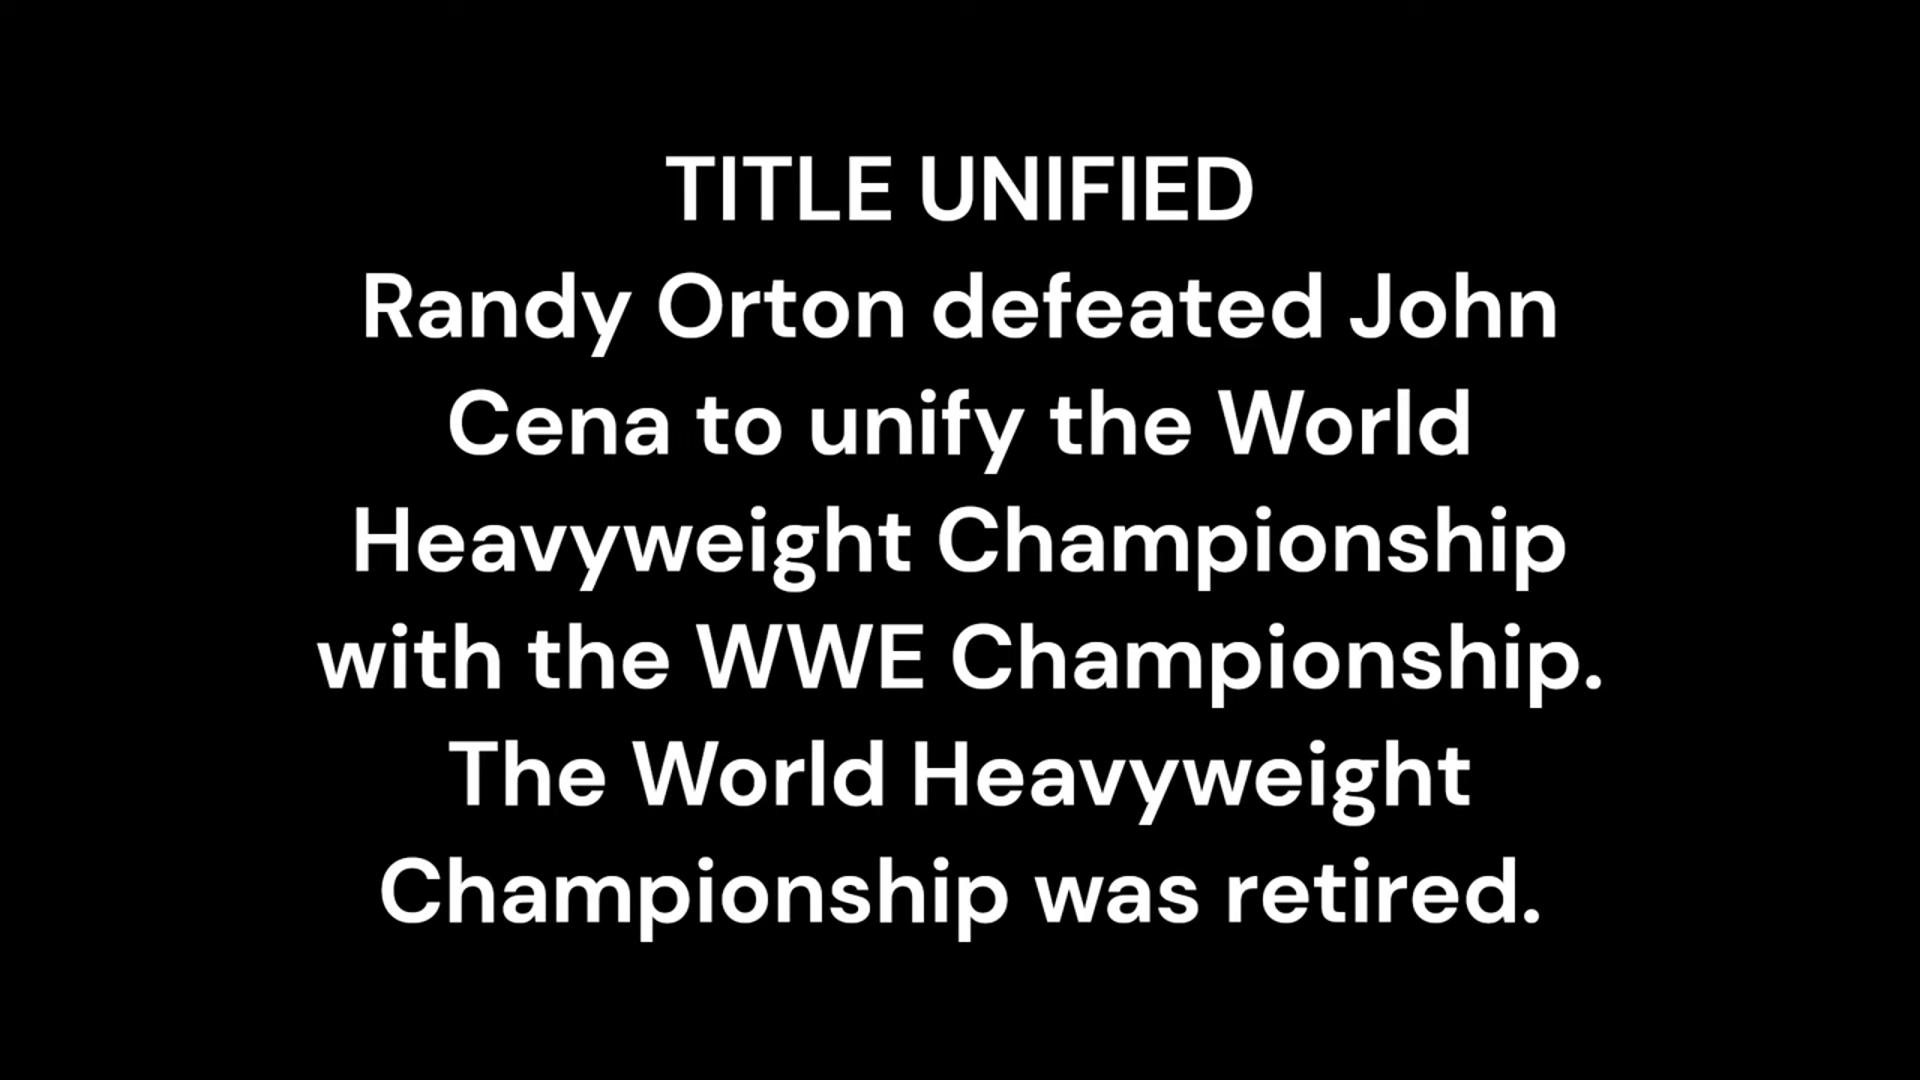 TITLE UNIFIED
Randy Orton defeated John
Cena to unify the World
Heavyweight Championship
with the WWE Championship.
The World Heavyweight
Championship was retired.